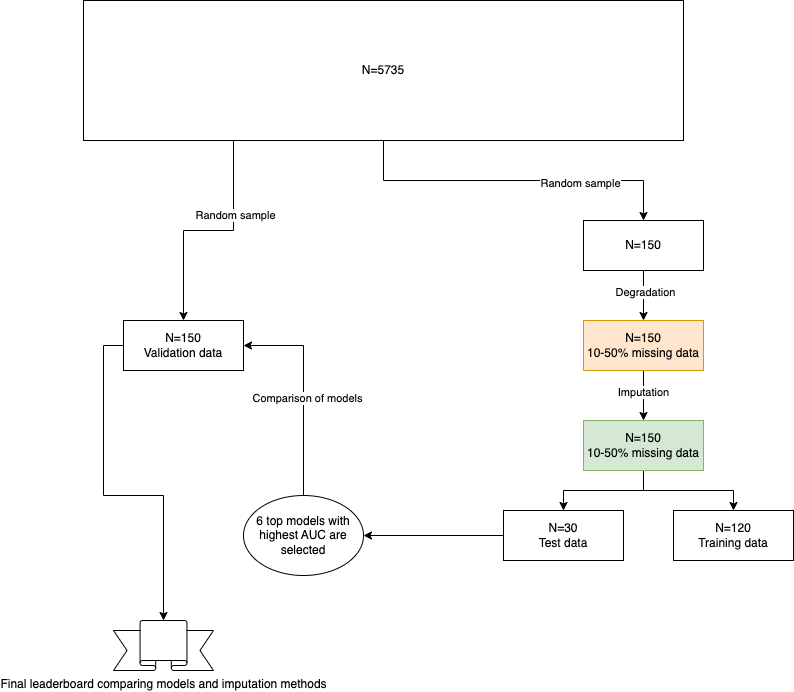 N=5735
Random sample
Random sample
N=150
Degradation
N=150
10-50% missing data
N=150
Validation data
Imputation
Comparison of models
N=150
10-50% missing data
6 top models with
highest AUC are
selected
N=30
Test data
N=120
Training data
Final leaderboard comparing models and imputation methods